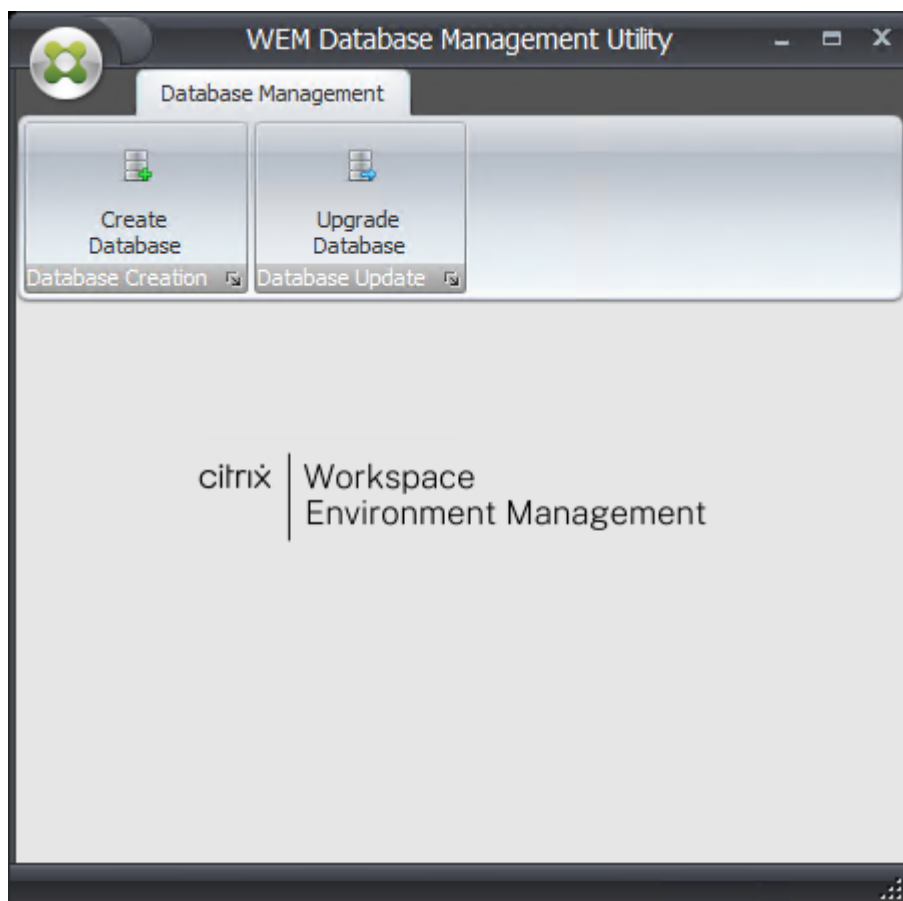 WEM Database Management Utility
Database Management
Create
Database
Upgrade
Database
Database Creation
Database Update
citrix
Workspace
Environment Management